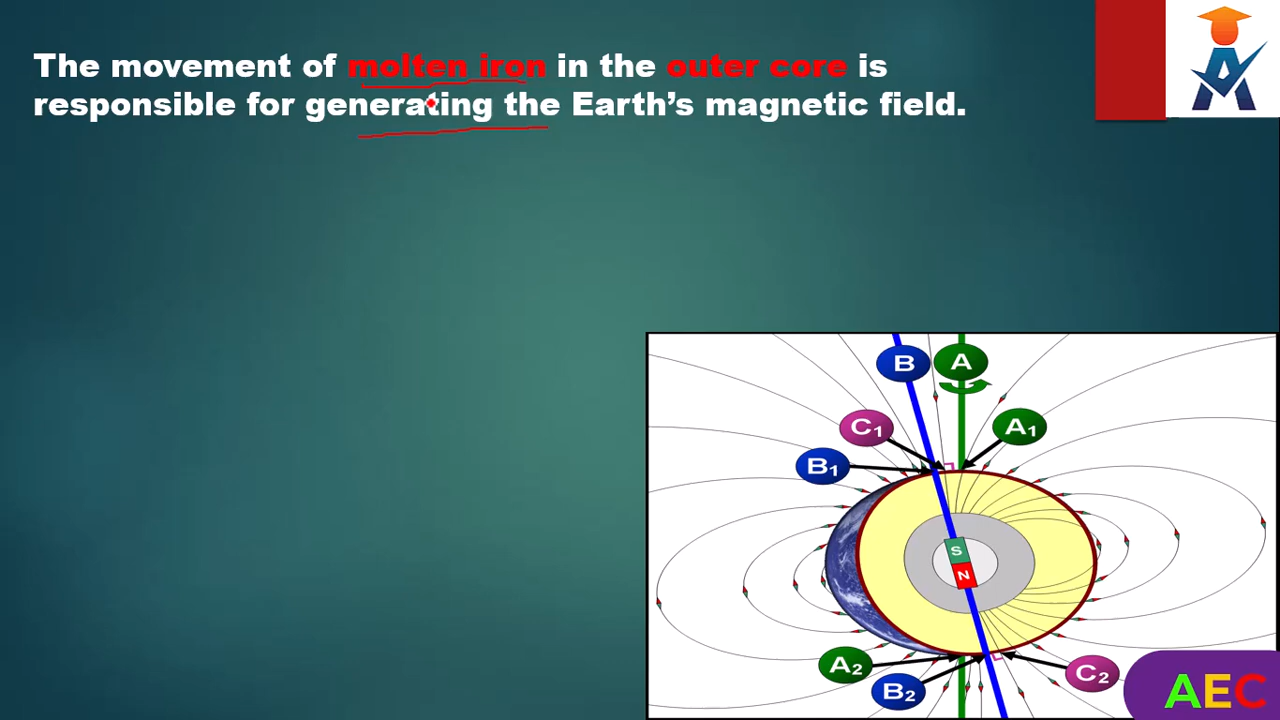 The movement of molten iron in the outer core is
responsible for generating the Earth’s magnetic field.
B A
C1 A1
B1
S
N
A2 C2
B2
AEC